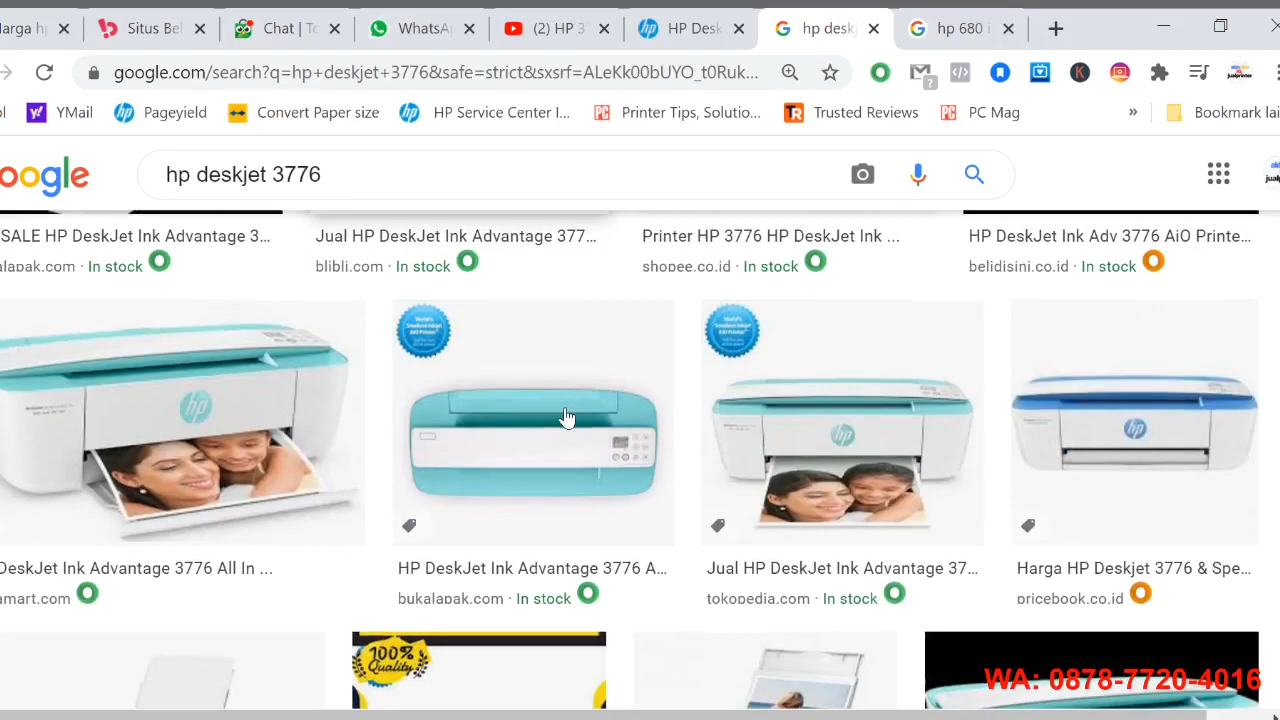 arga h
Situs Bel
Chat | To
WhatsAp
(2) HP 3
HP Desk
hp deskj
hp 680 i
google.com/search?q=hp+deskjet+3776&safe=strict&sxsrf=ALeKk00bUYO_t0Ruk...
YMail
Pageyield
Convert Paper size
HP Service Center I...
Printer Tips, Solutio...
Trusted Reviews
PC Mag
»
Bookmark lai
oogle
hp deskjet 3776
SALE HP DeskJet Ink Advantage 3...
Jual HP DeskJet Ink Advantage 377...
Printer HP 3776 HP DeskJet Ink ...
HP DeskJet Ink Adv 3776 AiO Printe...
alapak.com · In stock
blibli.com · In stock
shopee.co.id · In stock
belidisini.co.id · In stock
DeskJet Ink Advantage 3776 All In ...
HP DeskJet Ink Advantage 3776 A...
Jual HP DeskJet Ink Advantage 37...
Harga HP Deskjet 3776 & Spe...
amart.com
bukalapak.com · In stock
tokopedia.com · In stock
pricebook.co.id
100%
Quality
WA: 0878-7720-4016